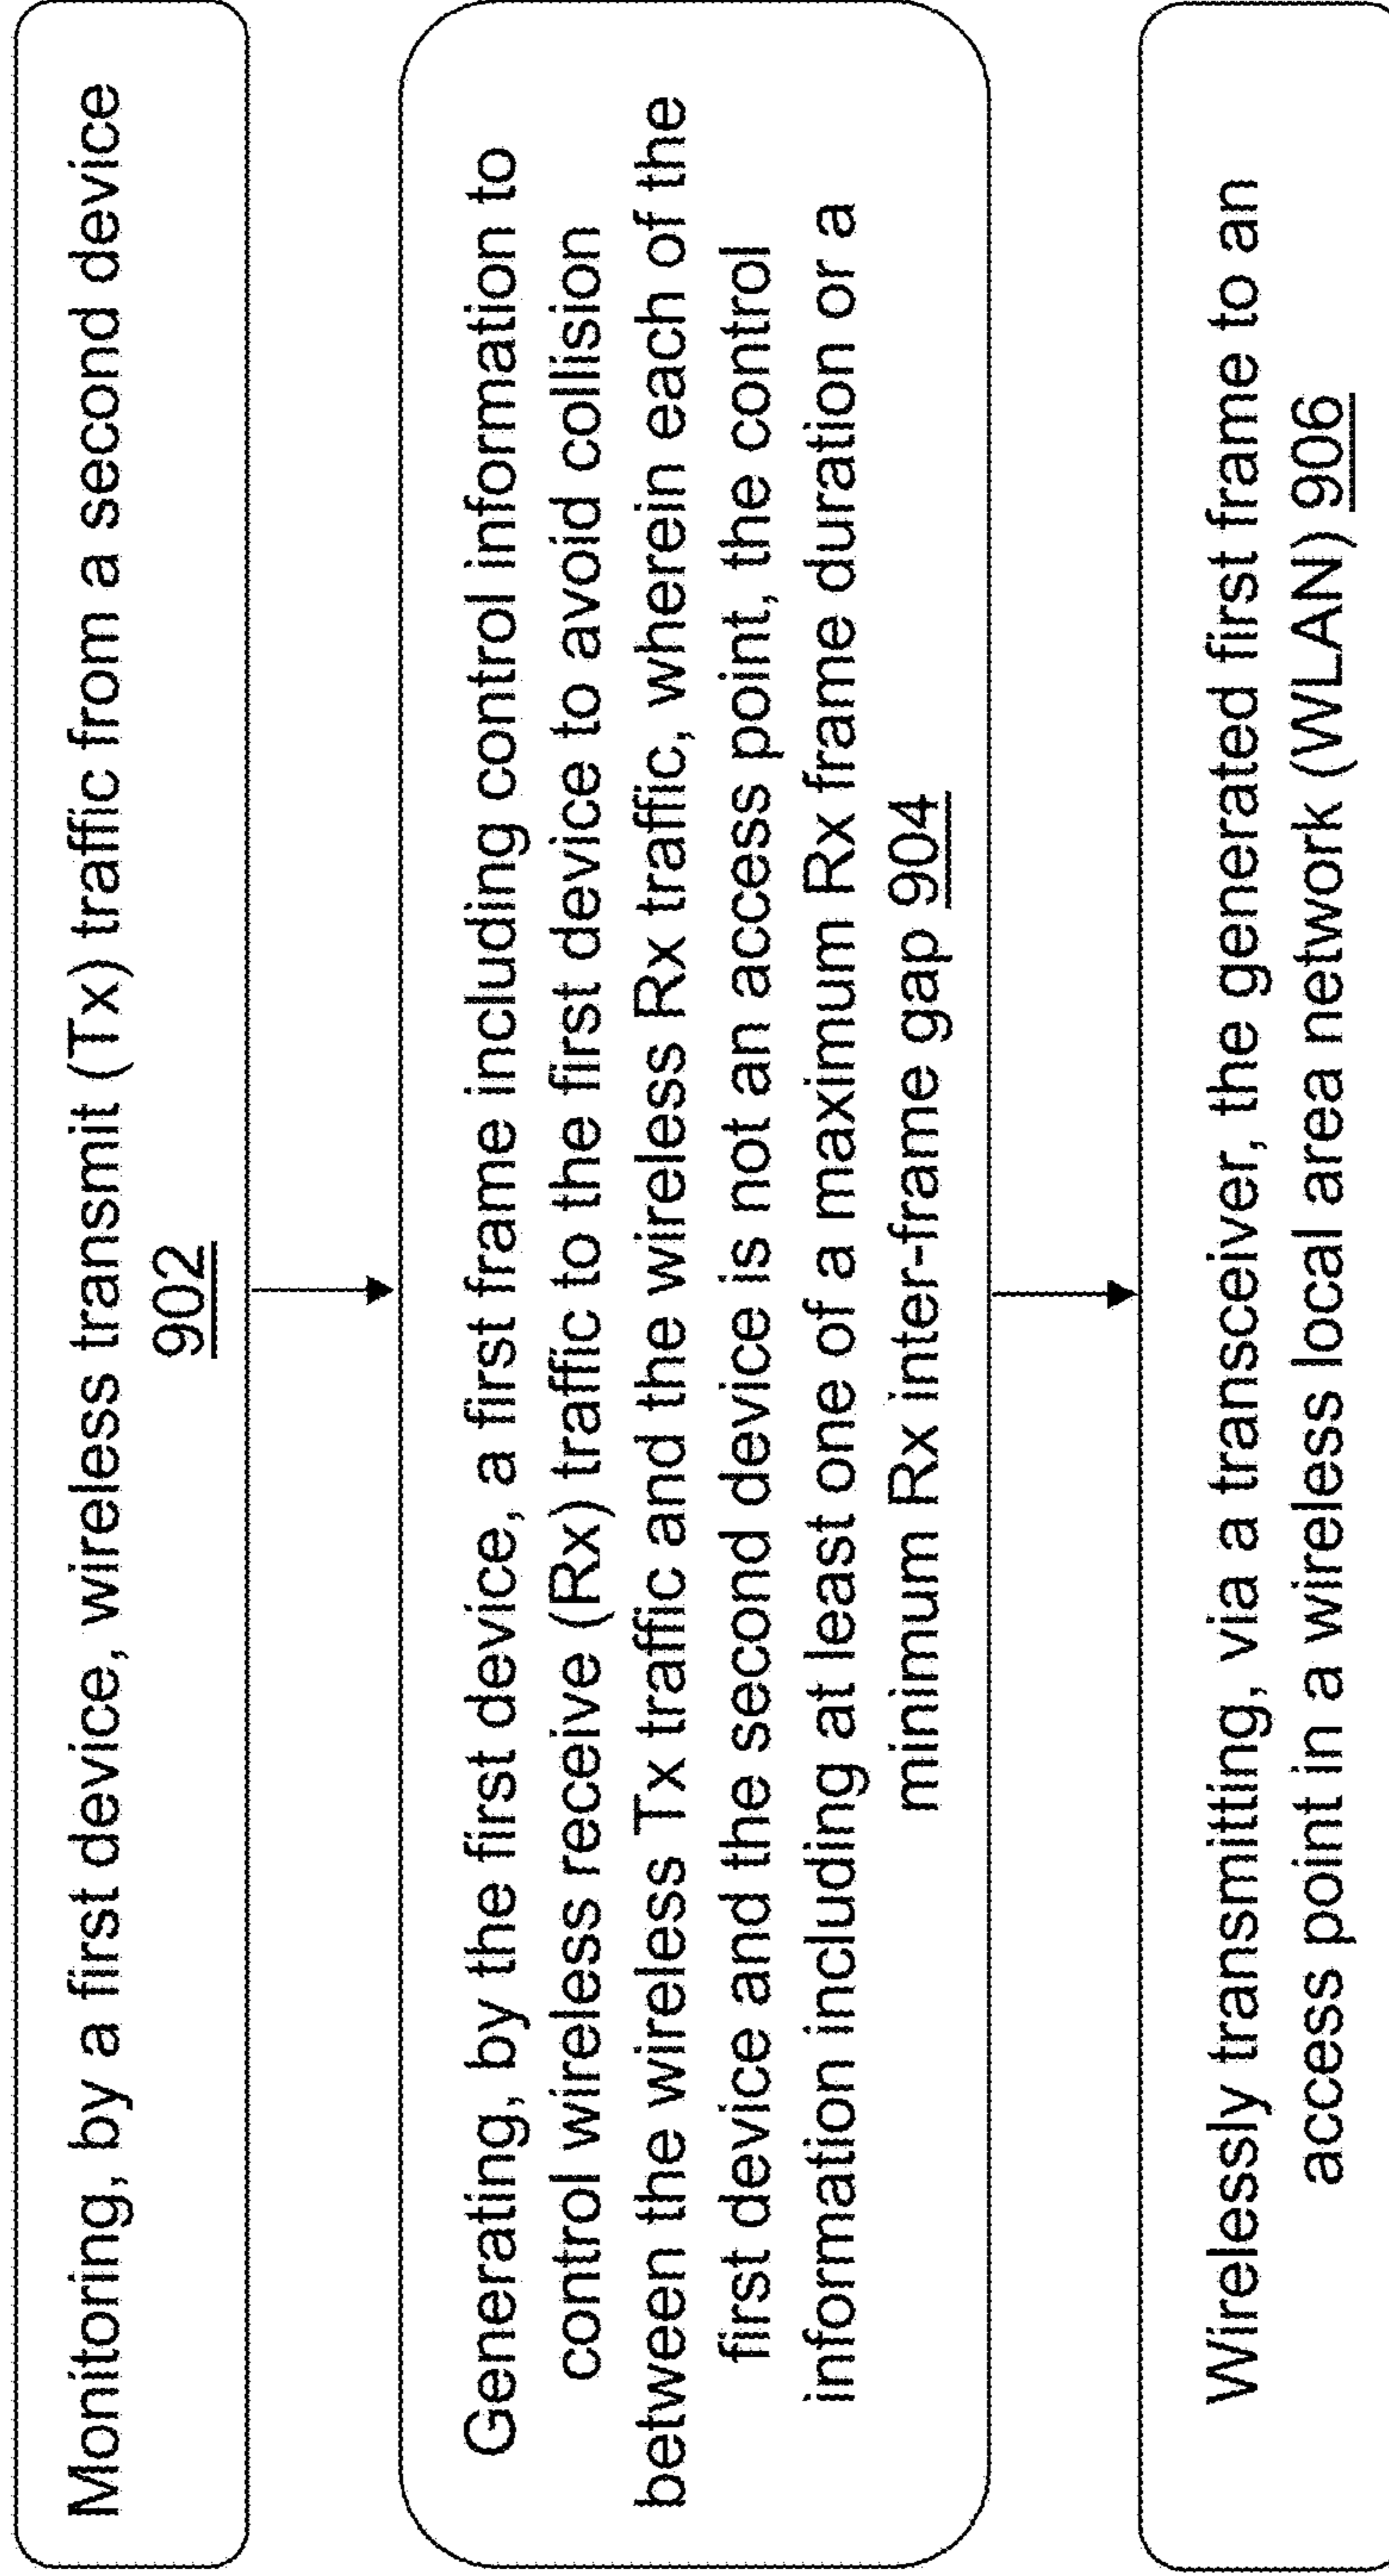 Monitoring, by a first device, wireless transmit (Tx) traffic from a second device
902
Generating, by the first device, a first frame including control information to
control wireless receive (Rx) traffic to the first device to avoid collision
between the wireless Tx traffic and the wireless Rx traffic, wherein each of the
first device and the second device is not an access point, the control
information including at least one of a maximum Rx frame duration or a
minimum Rx inter-frame gap 904
Wirelessly transmitting, via a transceiver, the generated first frame to an
access point in a wireless local area network (WLAN) 906